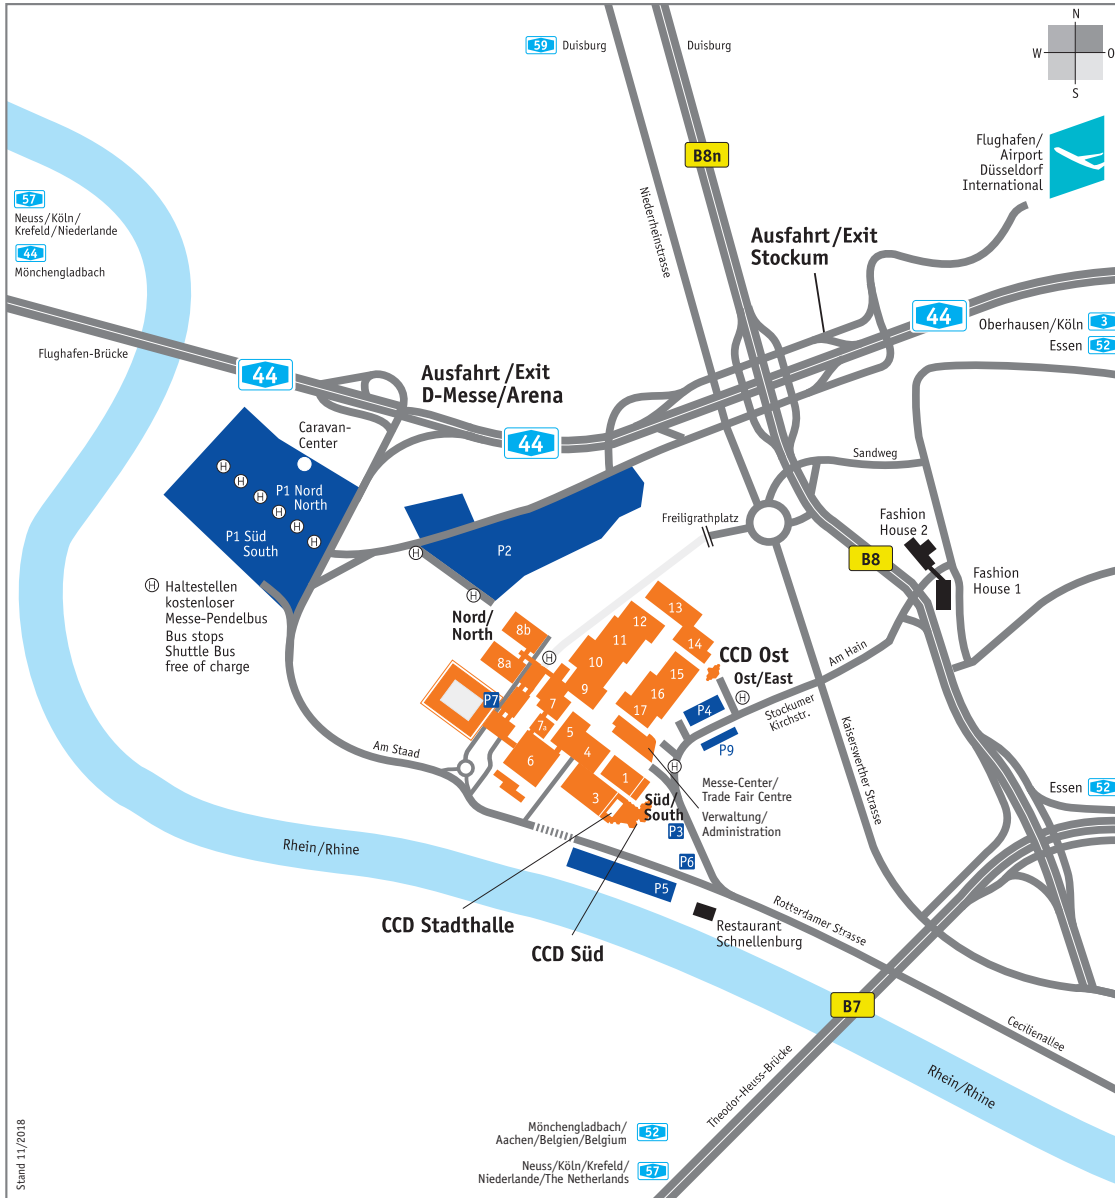 N
W
O
S
59
Duisburg
Duisburg
B8n
Flughafen/
Airport
Düsseldorf
International
57
Neuss/Köln/
Krefeld/Niederlande
44
Mönchengladbach
Niederrheinstrasse
Ausfahrt/Exit
Stockum
44
Oberhausen/Köln
3
Essen
52
Flughafen-Brücke
44
Ausfahrt/Exit
D-Messe/Arena
44
Caravan-
Center
Sandweg
H
H
H
H
H
H
P1 Nord
North
P1 Süd
South
P2
H
H
Freiligrathplatz
Fashion
House 2
B8
Fashion
House 1
H
Haltestellen
kostenloser
Messe-Pendelbus
Bus stops
Shuttle Bus
free of charge
Nord/
North
8b
8a
H
13
12
11
14
10
9
15
16
17
CCD Ost
Ost/East
H
Am Hain
Stockumer
Kirchstr.
P7
7
7a
5
4
6
1
3
P4
P9
H
Am Staad
Kaiserswerther Strasse
Messe-Center/
Trade Fair Centre
Verwaltung/
Administration
Süd/
South
P3
P6
P5
Essen
52
Rhein/Rhine
CCD Stadthalle
CCD Süd
Restaurant
Schnellenburg
Rotterdamer Strasse
B7
Cecilienallee
Theodor-Heuss-Brücke
Rhein/Rhine
Mönchengladbach/
Aachen/Belgien/Belgium
52
Neuss/Köln/Krefeld/
Niederlande/The Netherlands
57
Stand 11/2018